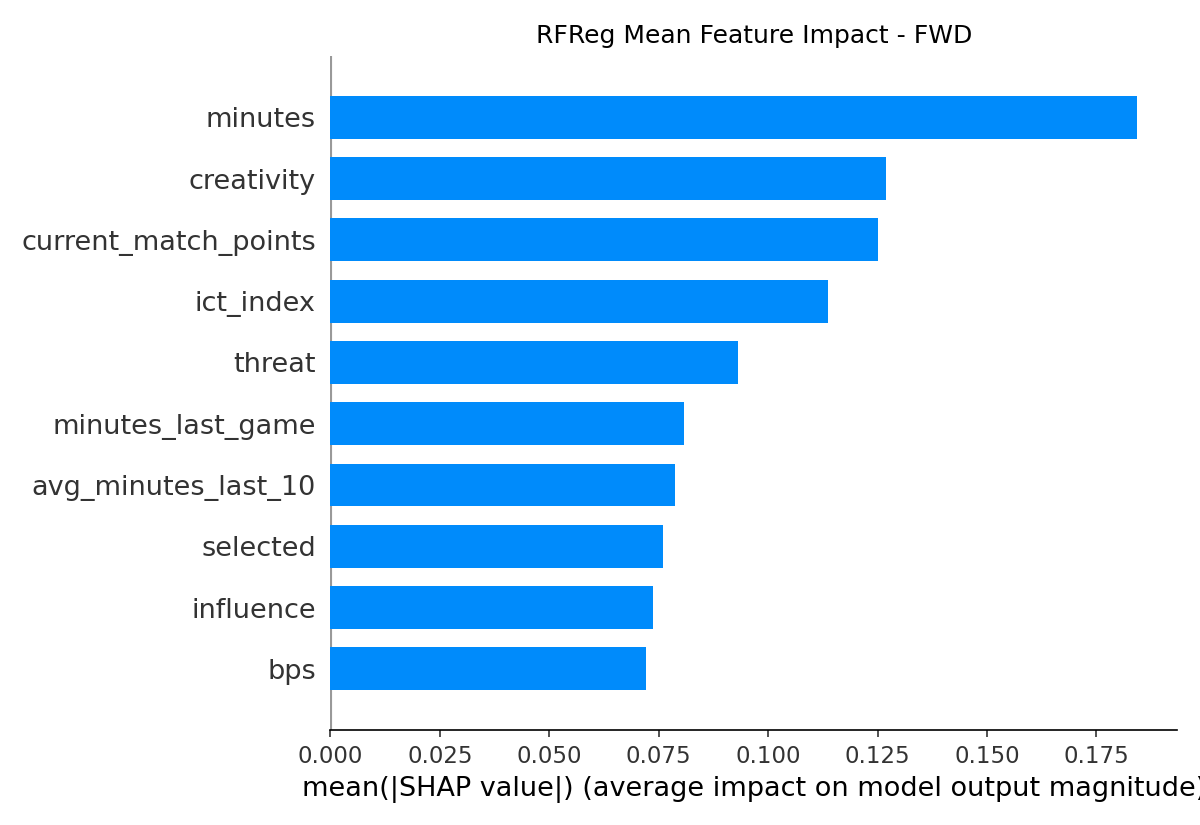 RFReg Mean Feature Impact - FWD
minutes
creativity
current_match_points
ict_index
threat
minutes_last_game
avg_minutes_last_10
selected
influence
bps
0.000 0.025 0.050 0.075 0.100 0.125 0.150 0.175
mean(|SHAP value|) (average impact on model output magnitude)